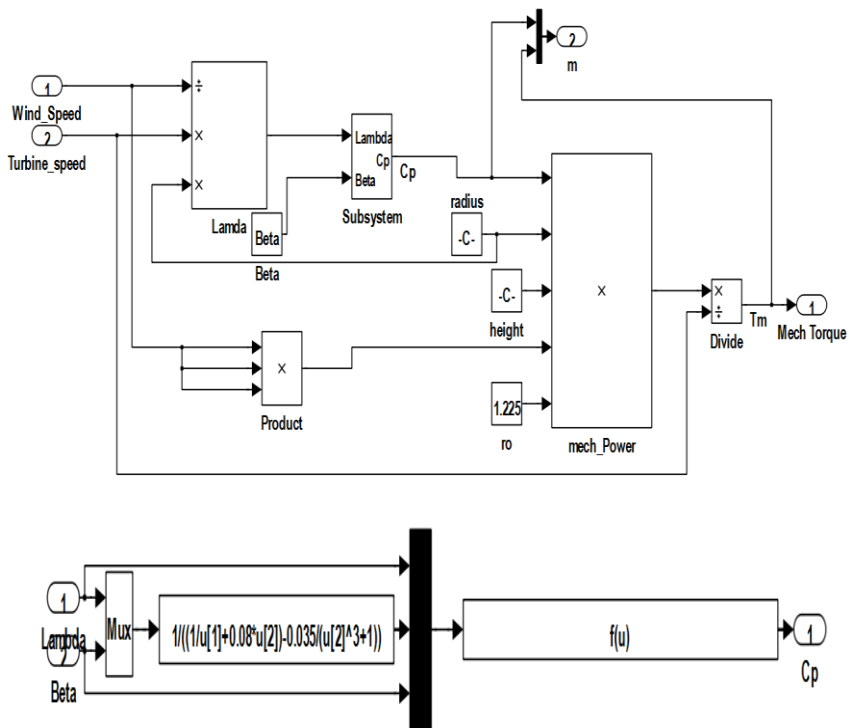 2
m
1
÷
Wind_Speed
2
×
Turbine_speed
×
Lamda
Lambda
Cp
Beta
Cp
Subsystem
Beta
Beta
radius
-C-
-C-
height
×
×
÷
Divide
Tm
1
Mech Torque
×
Product
1.225
ro
mech_Power
1
Lambda
2
Beta
Mux
1/((1/u[1]+0.08*u[2])-0.035/(u[2]^3+1))
f(u)
1
Cp